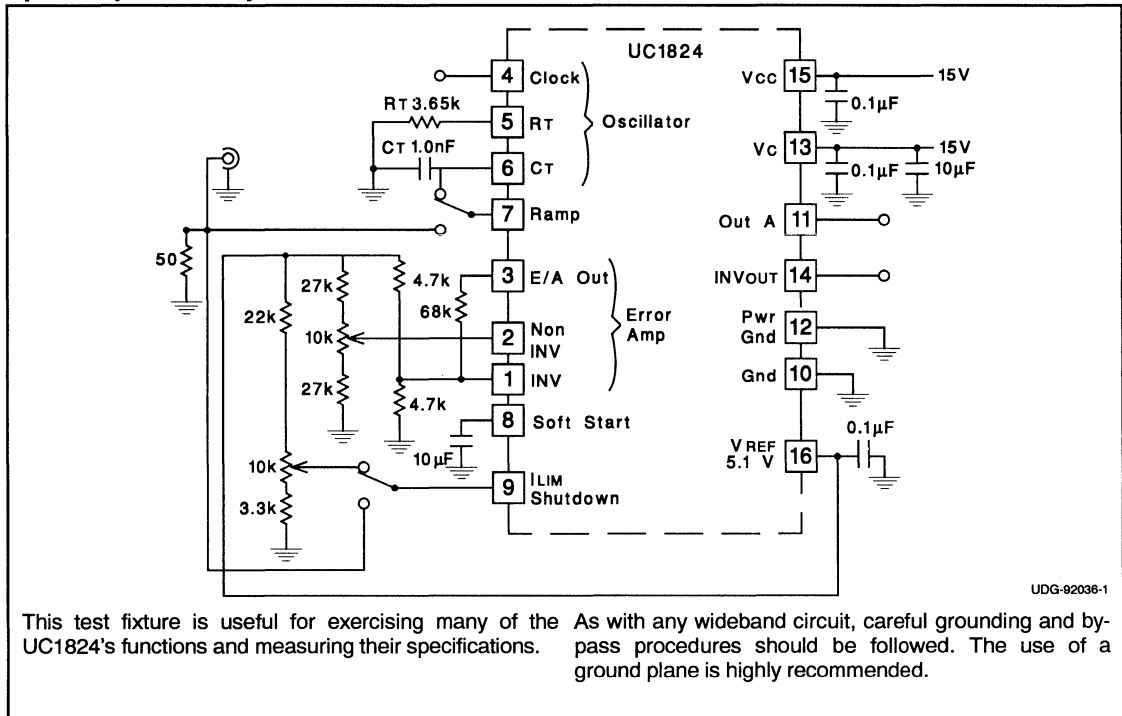 UC1824
4 Clock
RT 3.65k
5 RT
Oscillator
CT 1.0nF
6 CT
7 Ramp
50
3 E/A Out
4.7k
27k
68k
22k
Error
Amp
10k
2 Non
INV
1 INV
27k
4.7k
8 Soft Start
10µF
10k
9 ILIM
Shutdown
3.3k
Vcc 15 15V
0.1µF
Vc 13 15V
0.1µF 10µF
Out A 11
INVOUT 14
Pwr
Gnd 12
Gnd 10
0.1µF
VREF
5.1 V 16
UDG-92036-1
This test fixture is useful for exercising many of the
UC1824's functions and measuring their specifications.
As with any wideband circuit, careful grounding and by-
pass procedures should be followed. The use of a
ground plane is highly recommended.